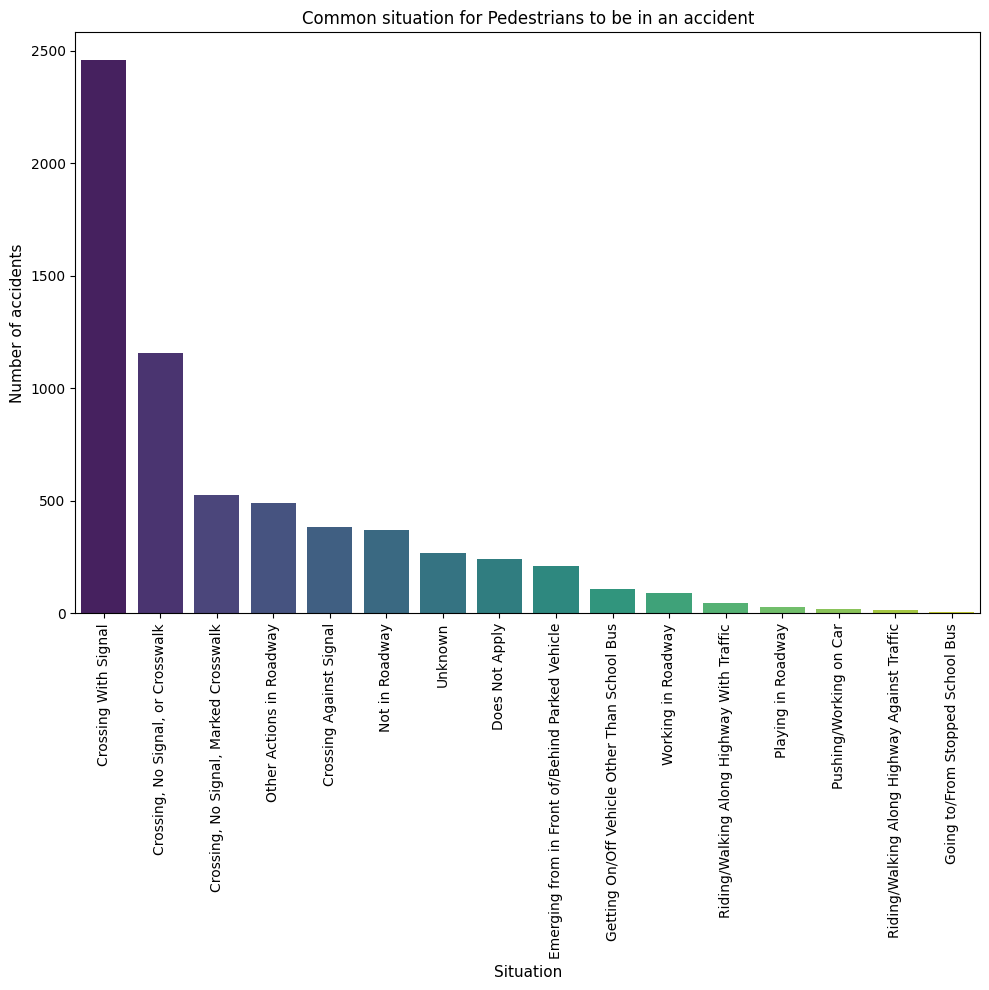 Common situation for Pedestrians to be in an accident
Number of accidents
2500
2000
1500
1000
500
0
Crossing With Signal
Crossing, No Signal, or Crosswalk
Crossing, No Signal, Marked Crosswalk
Other Actions in Roadway
Crossing Against Signal
Not in Roadway
Unknown
Does Not Apply
Emerging from in Front of/Behind Parked Vehicle
Getting On/Off Vehicle Other Than School Bus
Working in Roadway
Riding/Walking Along Highway With Traffic
Playing in Roadway
Pushing/Working on Car
Riding/Walking Along Highway Against Traffic
Going to/From Stopped School Bus
Situation